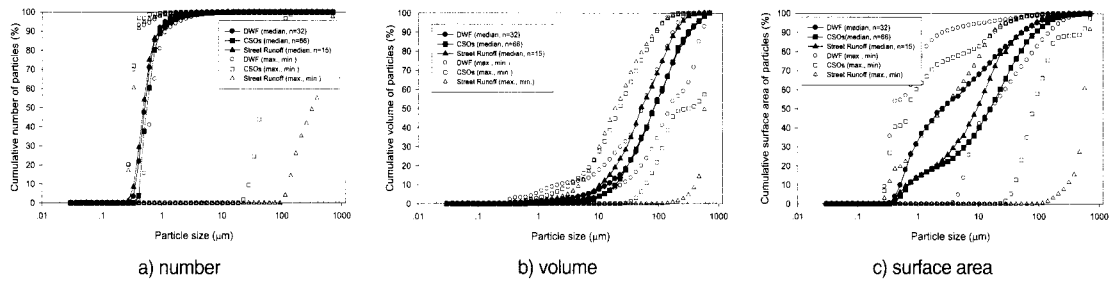 Cumulative number of particles (%)
100
90
80
70
60
50
40
30
20
10
0
DWF (median, n=32)
CSOs (median, n=66)
Street Runoff (median, n=15)
DWF (max., min.)
CSOs (max., min.)
Street Runoff (max., min.)
.01 .1 1 10 100 1000
Particle size (µm)
a) number
Cumulative volume of particles (%)
100
90
80
70
60
50
40
30
20
10
0
DWF (median, n=32)
CSOs (median, n=66)
Street Runoff (median, n=15)
DWF (max., min.)
CSOs (max., min.)
Street Runoff (max., min.)
.01 .1 1 10 100 1000
Particle size (µm)
b) volume
Cumulative surface area of particles (%)
100
90
80
70
60
50
40
30
20
10
0
DWF (median, n=32)
CSOs(median, n=66)
Street Runoff (median, n=15)
DWF (max., min)
CSOs (max., min)
Street Runoff (max., min)
.01 .1 1 10 100 1000
Particle size (µm)
c) surface area